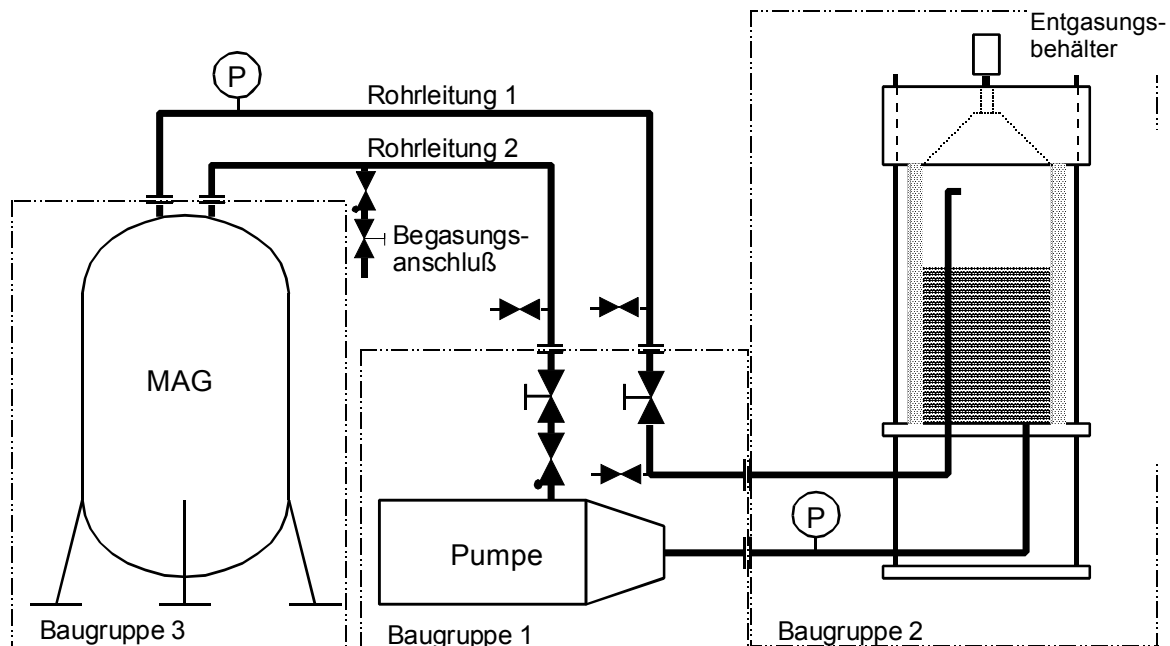 Entgasungs-
behälter
P
Rohrleitung 1
Rohrleitung 2
Begasungs-
anschluß
MAG
P
Pumpe
Baugruppe 3
Baugruppe 1
Baugruppe 2